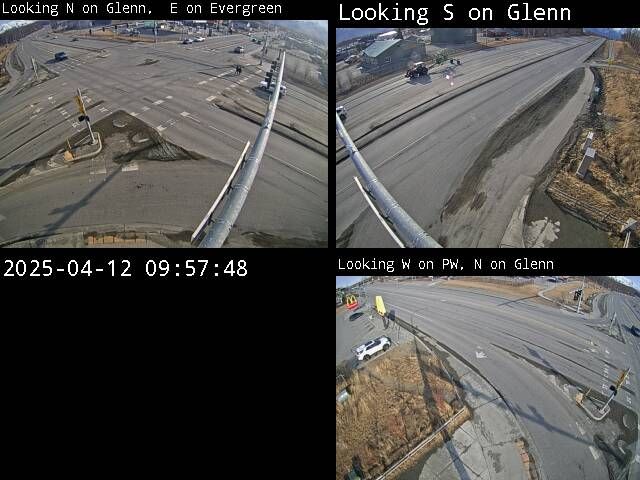 Looking N on Glenn,  E on Evergreen
Looking S on Glenn
2025-04-12 09:57:48
Looking W on PW, N on Glenn